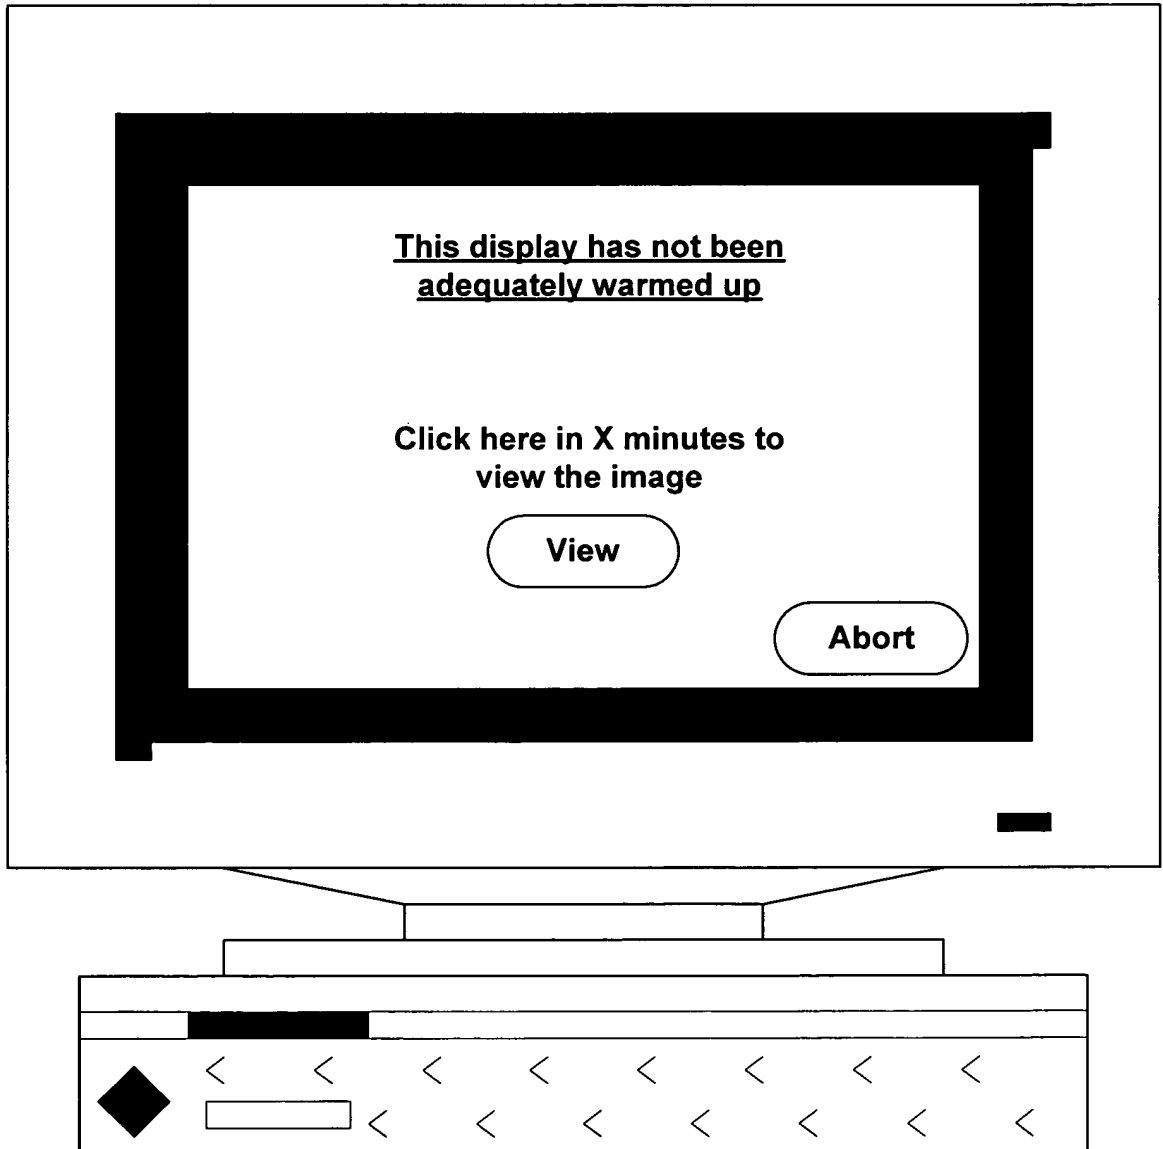 This display has not been
adequately warmed up
Click here in X minutes to
view the image
View
Abort